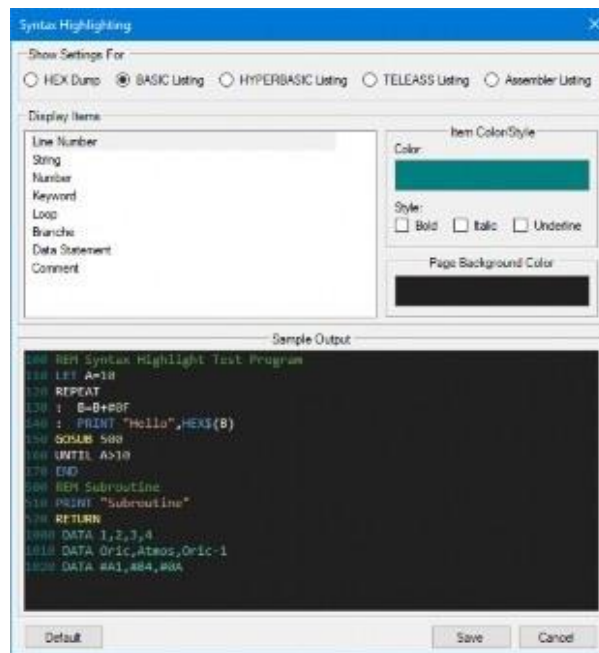 Syntax Highlighting
Show Settings For
HEX Dump BASIC Listing HYPERBASIC Listing TELEASS Listing Assembler Listing
Display Items
Line Number
String
Number
Keyword
Loop
Branche
Data Statement
Comment
Item Color/Style
Color:
Style:
Bold Italic Underline
Page Background Color
Sample Output
100 REM Syntax Highlight Test Program
110 LET A=10
120 REPEAT
130 : B=B+#0F
140 : PRINT "Hello",HEX$(B)
150 GOSUB 500
160 UNTIL A>10
170 END
500 REM Subroutine
510 PRINT "Subroutine"
520 RETURN
1000 DATA 1,2,3,4
1010 DATA Oric,Atmos,Oric-1
1020 DATA #A1,#B4,#0A
Default Save Cancel